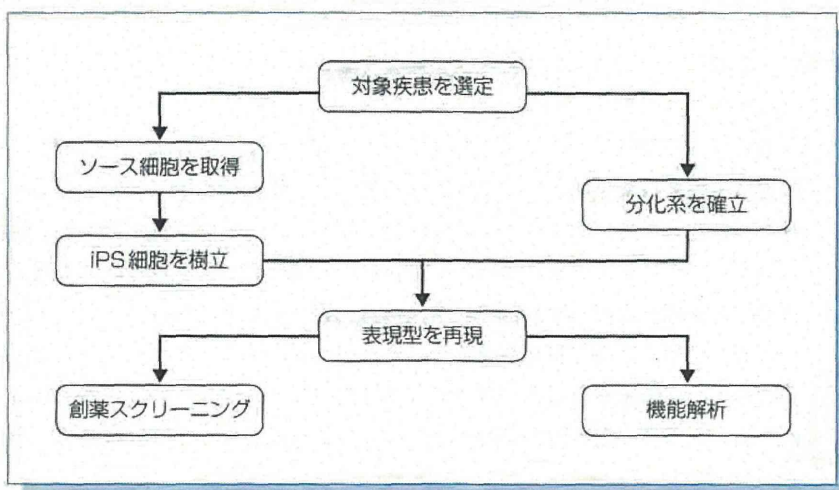 対象疾患を選定
ソース細胞を取得
分化系を確立
iPS細胞を樹立
表現型を再現
創薬スクリーニング
機能解析